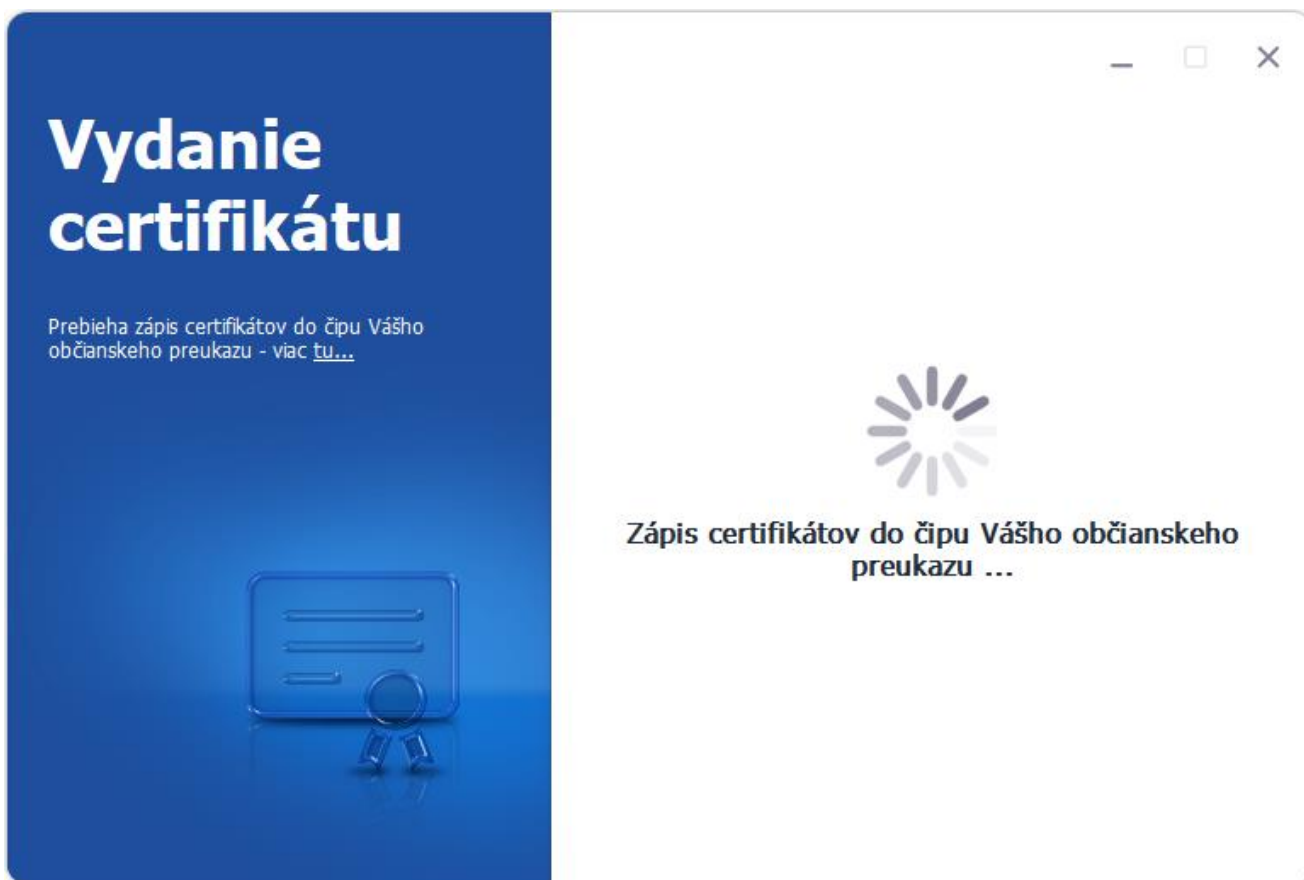 Vydanie
certifikátu
Prebieha zápis certifikátov do čipu Vášho
občianskeho preukazu - viac tu...
Zápis certifikátov do čipu Vášho občianskeho
preukazu ...